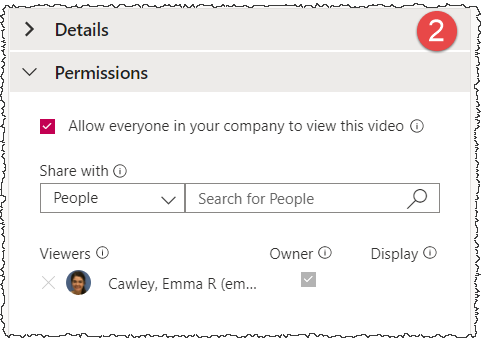 Details
2
Permissions
Allow everyone in your company to view this video
Share with
People
Search for People
Viewers Owner Display
Cawley, Emma R (em...